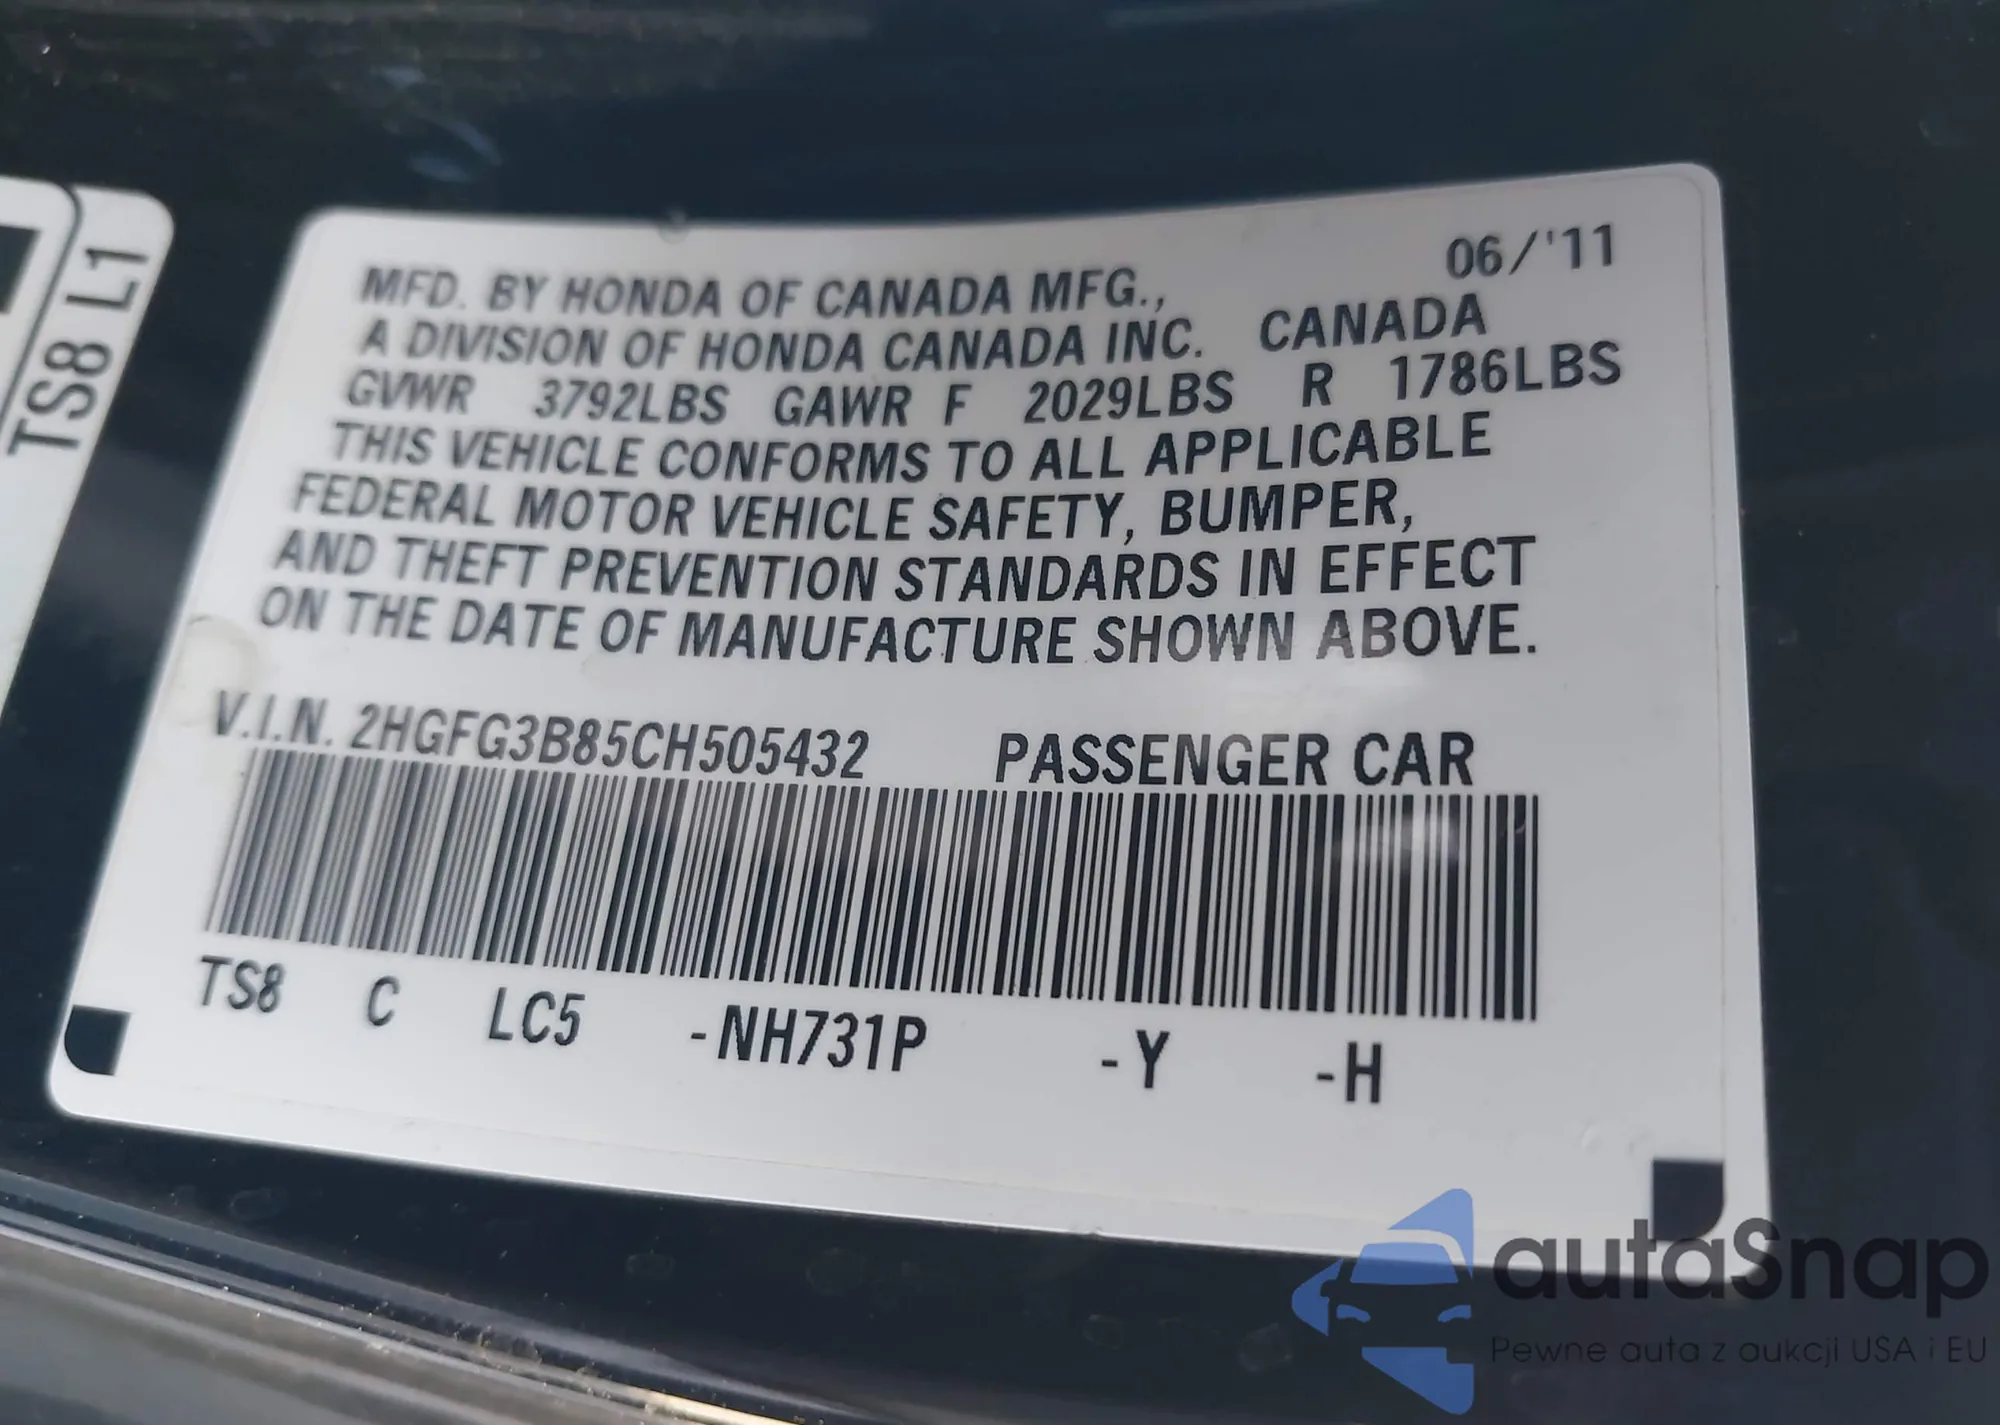 TS8 L1
06/'11
MFD. BY HONDA OF CANADA MFG.,
A DIVISION OF HONDA CANADA INC. CANADA
GVWR 3792LBS GAWR F 2029LBS R 1786LBS
THIS VEHICLE CONFORMS TO ALL APPLICABLE
FEDERAL MOTOR VEHICLE SAFETY, BUMPER,
AND THEFT PREVENTION STANDARDS IN EFFECT
ON THE DATE OF MANUFACTURE SHOWN ABOVE.
V.I.N. 2HGFG3B85CH505432 PASSENGER CAR
TS8 C LC5 -NH731P -Y -H
autaSnap
Pewne auta z aukcji USA i EU